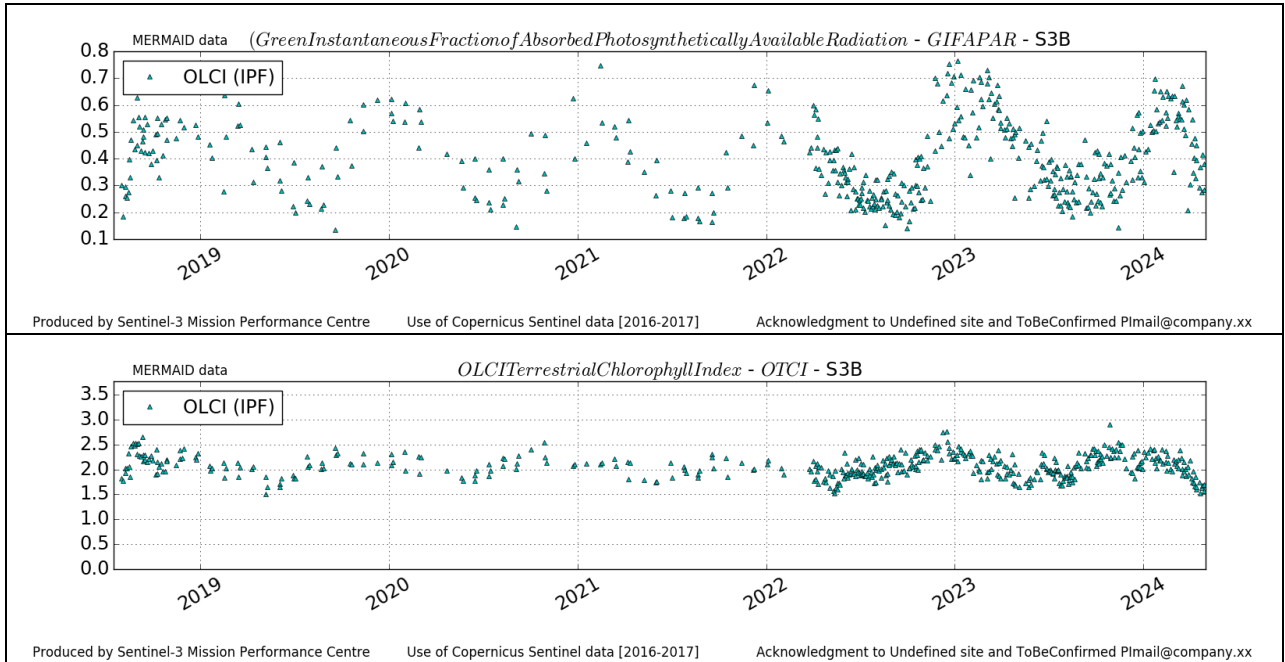 MERMAID data (GreenInstantaneousFractionofAbsorbedPhotosyntheticallyAvailableRadiation - GIFAPAR - S3B
0.8
OLCI (IPF)
0.7
0.6
0.5
0.4
0.3
0.2
0.1
2019 2020 2021 2022 2023 2024
Produced by Sentinel-3 Mission Performance Centre Use of Copernicus Sentinel data [2016-2017] Acknowledgment to Undefined site and ToBeConfirmed PImail@company.xx
MERMAID data OLCITerrestrialChlorophyllIndex - OTCI - S3B
3.5
OLCI (IPF)
3.0
2.5
2.0
1.5
1.0
0.5
0.0
2019 2020 2021 2022 2023 2024
Produced by Sentinel-3 Mission Performance Centre Use of Copernicus Sentinel data [2016-2017] Acknowledgment to Undefined site and ToBeConfirmed PImail@company.xx